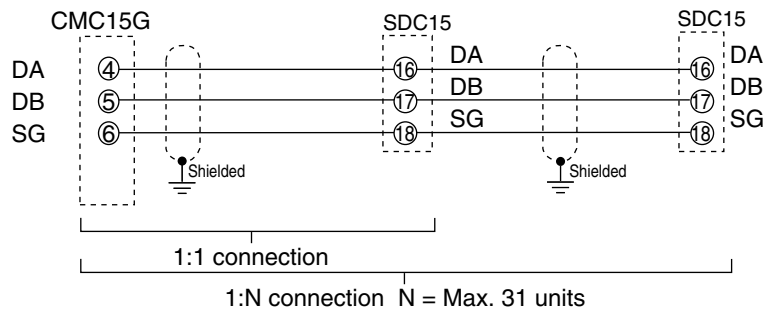 CMC15G
SDC15
SDC15
DA
4
16
DA
16
DA
DB
5
17
DB
17
DB
SG
6
18
SG
18
SG
Shielded
Shielded
1:1 connection
1:N connection N = Max. 31 units